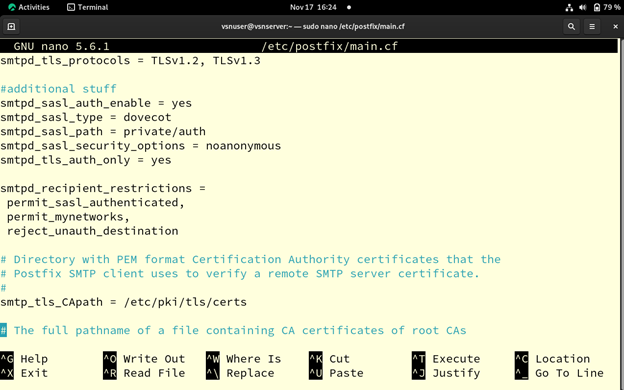 Activities Terminal Nov 17 16:24 79 %
vsnuser@vsnserver:~ — sudo nano /etc/postfix/main.cf
GNU nano 5.6.1 /etc/postfix/main.cf
smtpd_tls_protocols = TLSv1.2, TLSv1.3
#additional stuff
smtpd_sasl_auth_enable = yes
smtpd_sasl_type = dovecot
smtpd_sasl_path = private/auth
smtpd_sasl_security_options = noanonymous
smtpd_tls_auth_only = yes
smtpd_recipient_restrictions =
permit_sasl_authenticated,
permit_mynetworks,
reject_unauth_destination
# Directory with PEM format Certification Authority certificates that the
# Postfix SMTP client uses to verify a remote SMTP server certificate.
#
smtp_tls_CApath = /etc/pki/tls/certs
# The full pathname of a file containing CA certificates of root CAs
^G Help ^O Write Out ^W Where Is ^K Cut ^T Execute ^C Location
^X Exit ^R Read File ^\ Replace ^U Paste ^J Justify ^_ Go To Line